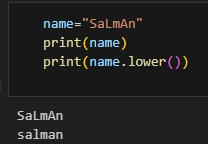 name="SaLmAn"
print(name)
print(name.lower())
SaLmAn
salman